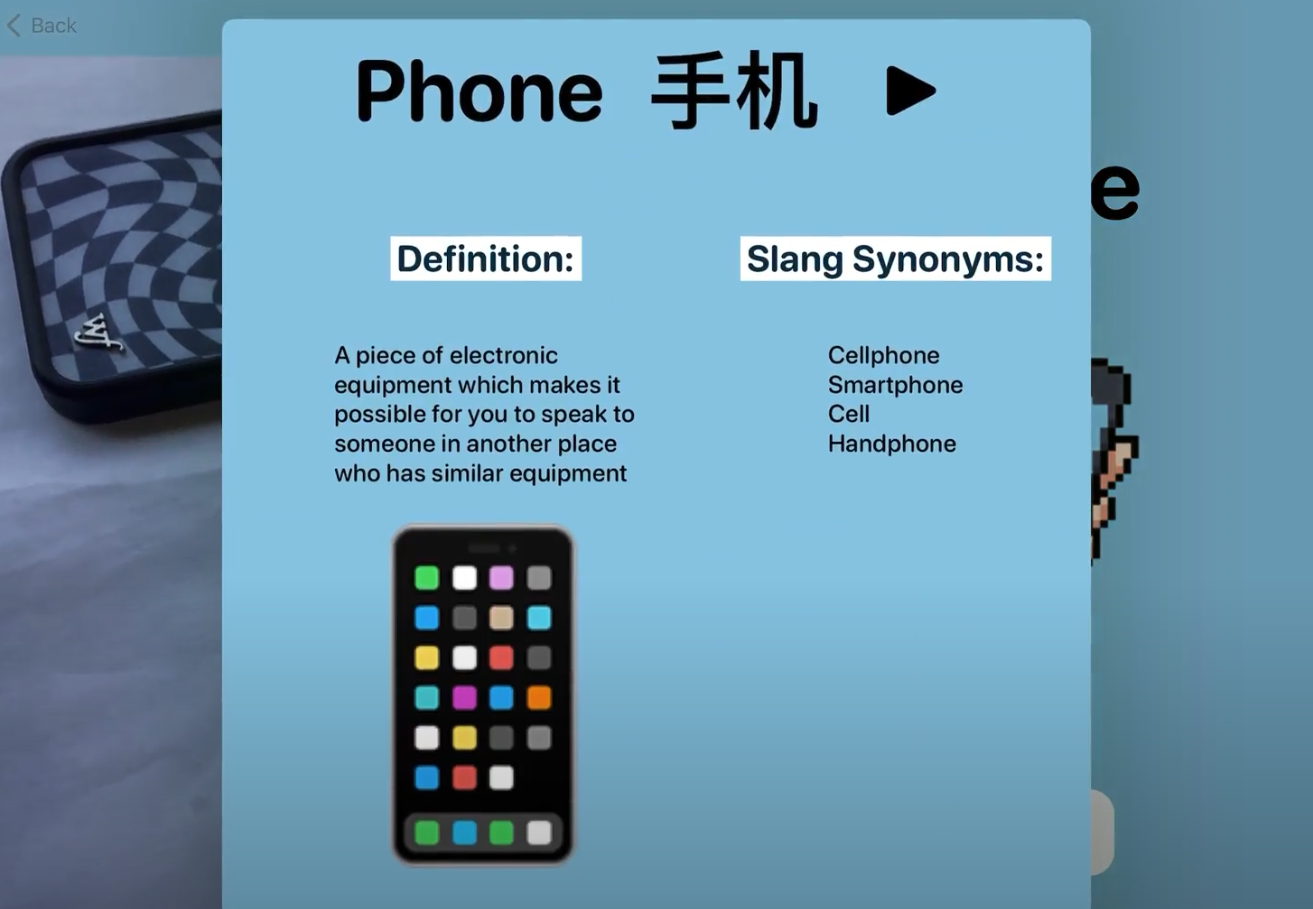 Back
Phone 手机
Definition:
A piece of electronic
equipment which makes it
possible for you to speak to
someone in another place
who has similar equipment
Slang Synonyms:
Cellphone
Smartphone
Cell
Handphone
e
wf